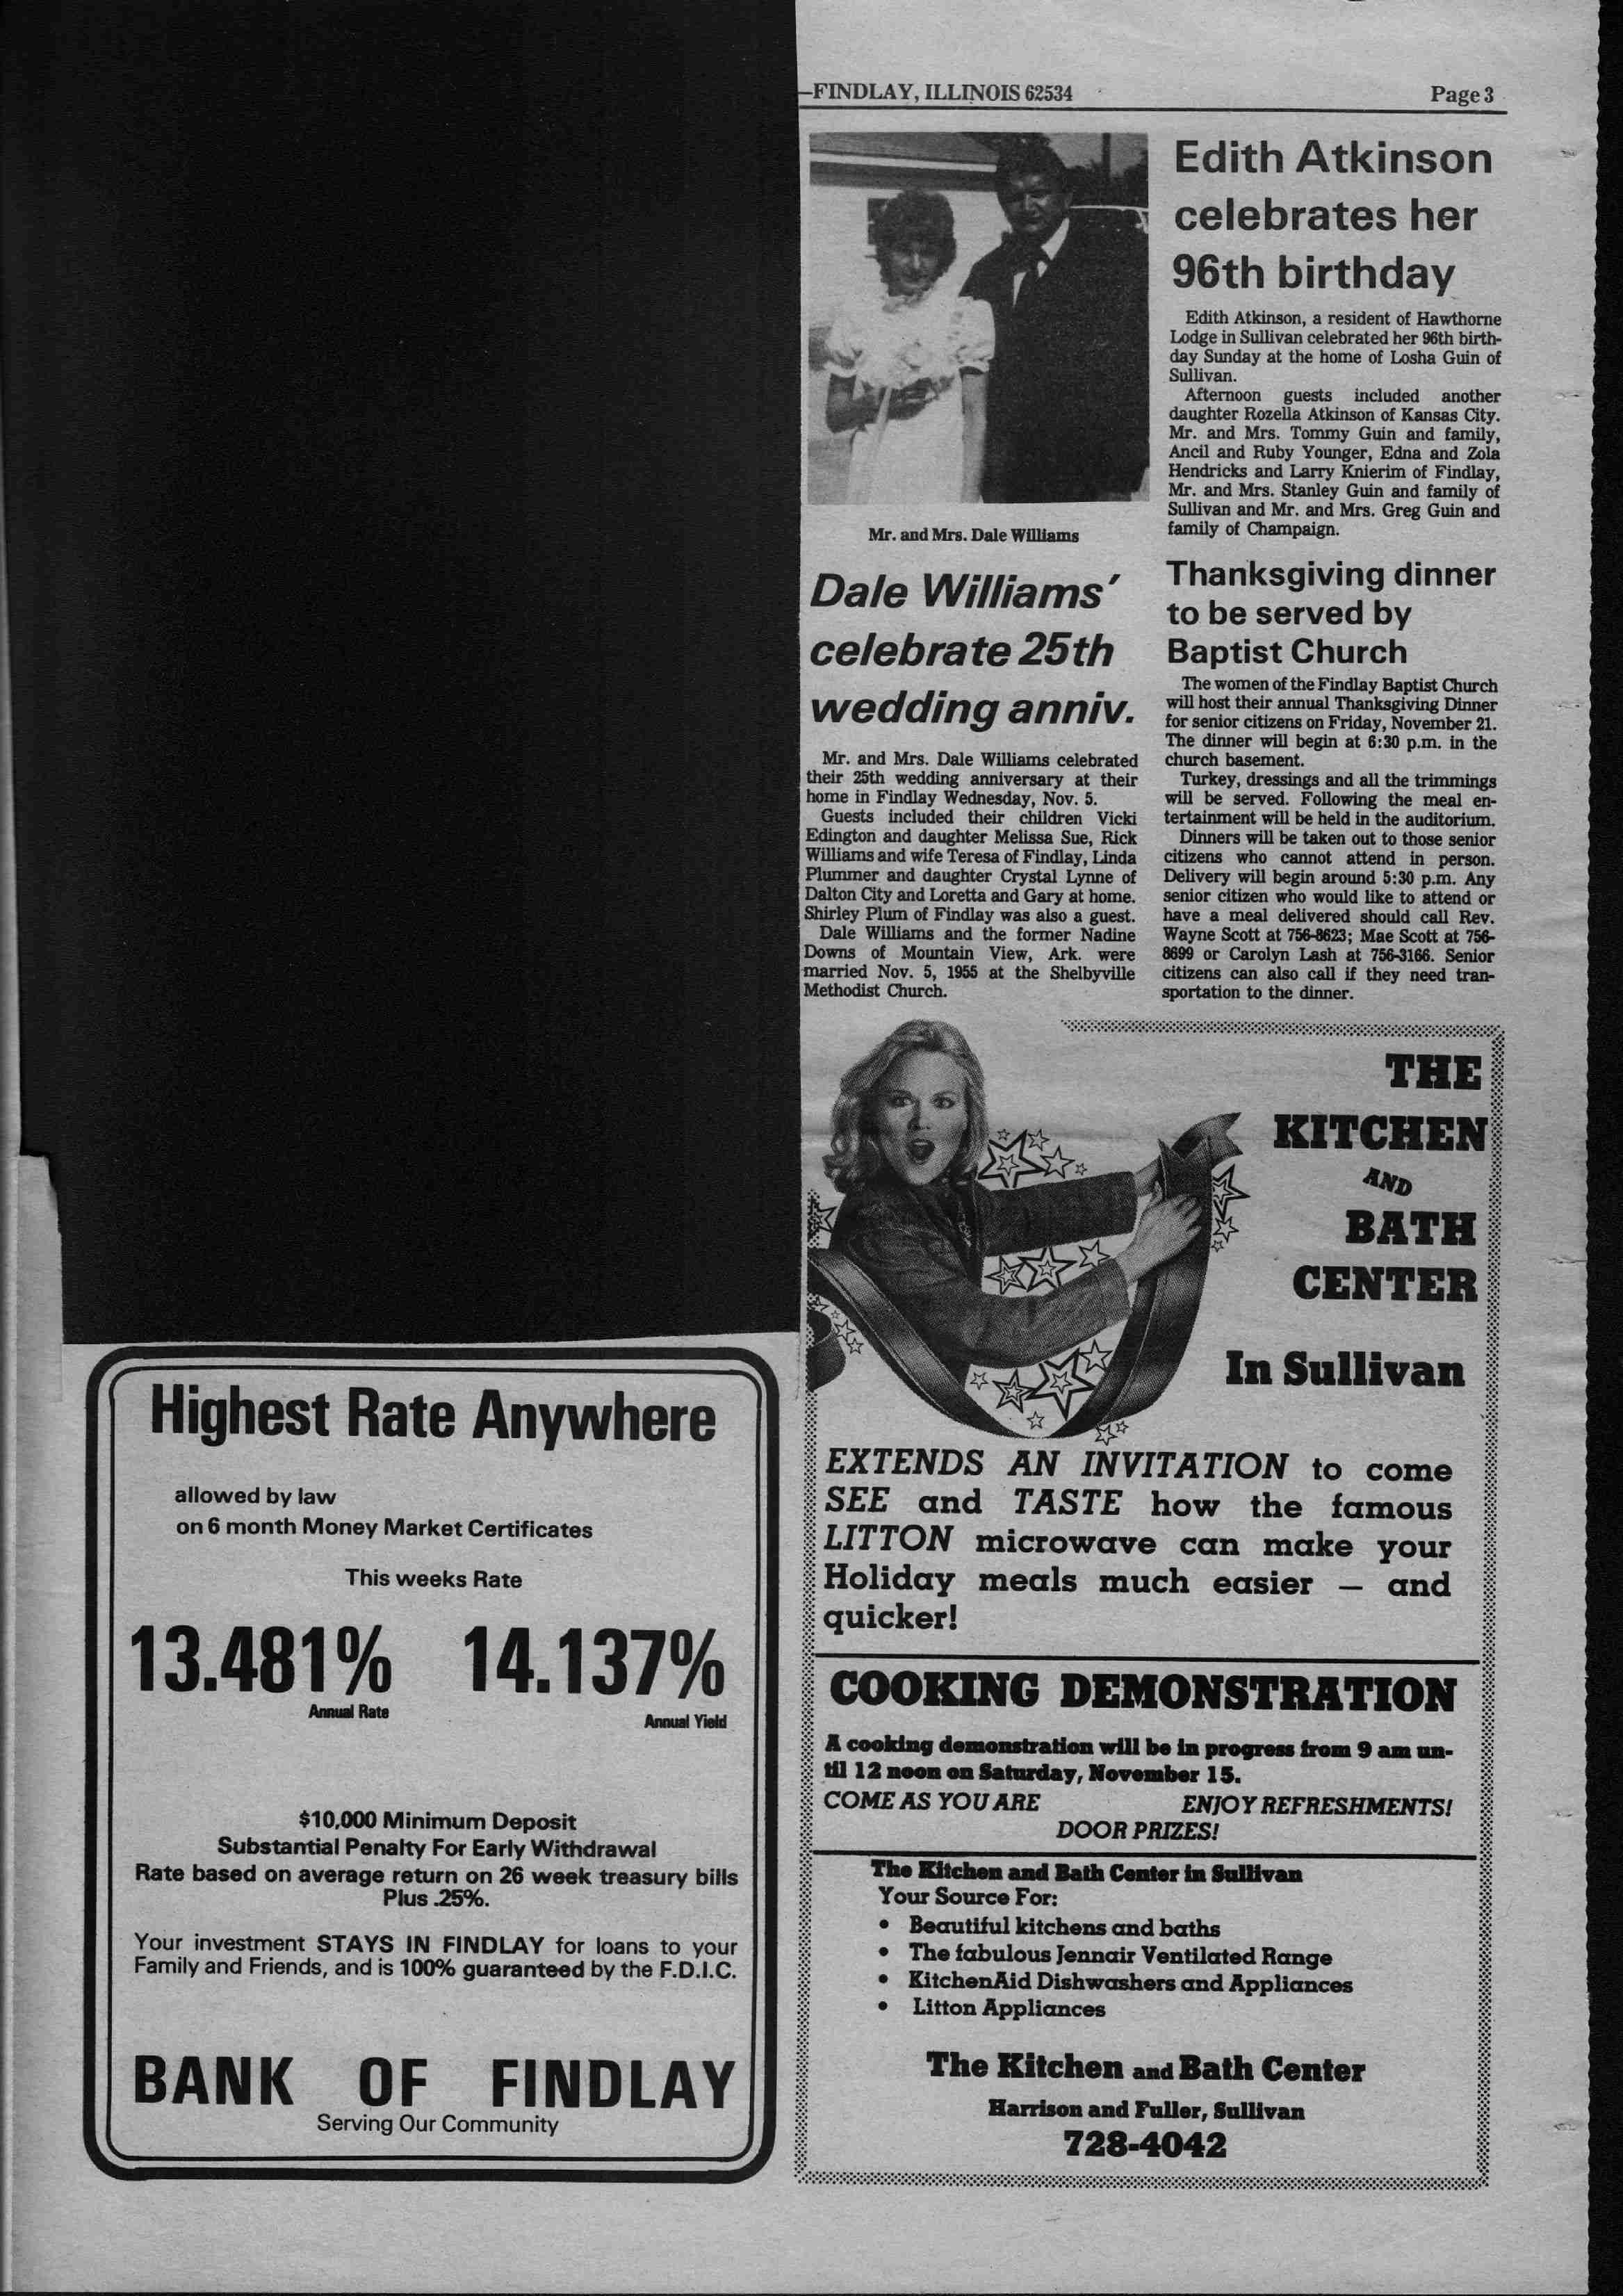 —FINDLAY, ILLINOIS 62534
Page 3
Mr. and Mrs. Dale Williams
Dale Williams'
celebrate 25th
wedding anniv.
Mr. and Mrs. Dale Williams celebrated
their 25th wedding anniversary at their
home in Findlay Wednesday, Nov. 5.
Guests included their children Vicki
Edington and daughter Melissa Sue, Rick
Williams and wife Teresa of Findlay, Linda
Plummer and daughter Crystal Lynne of
Dalton City and Loretta and Gary at home.
Shirley Plum of Findlay was also a guest.
Dale Williams and the former Nadine
Downs of Mountain View, Ark. were
married Nov. 5, 1955 at the Shelbyville
Methodist Church.
Edith Atkinson
celebrates her
96th birthday
Edith Atkinson, a resident of Hawthorne
Lodge in Sullivan celebrated her 96th birth-
day Sunday at the home of Losha Guin of
Sullivan.
Afternoon guests included another
daughter Rozella Atkinson of Kansas City.
Mr. and Mrs. Tommy Guin and family,
Ancil and Ruby Younger, Edna and Zola
Hendricks and Larry Knierim of Findlay,
Mr. and Mrs. Stanley Guin and family of
Sullivan and Mr. and Mrs. Greg Guin and
family of Champaign.
Thanksgiving dinner
to be served by
Baptist Church
The women of the Findlay Baptist Church
will host their annual Thanksgiving Dinner
for senior citizens on Friday, November 21.
The dinner will begin at 6:30 p.m. in the
church basement.
Turkey, dressings and all the trimmings
will be served. Following the meal en-
tertainment will be held in the auditorium.
Dinners will be taken out to those senior
citizens who cannot attend in person.
Delivery will begin around 5:30 p.m. Any
senior citizen who would like to attend or
have a meal delivered should call Rev.
Wayne Scott at 756-8623; Mae Scott at 756-
8699 or Carolyn Lash at 756-3166. Senior
citizens can also call if they need tran-
sportation to the dinner.
Highest Rate Anywhere
allowed by law
on 6 month Money Market Certificates
This weeks Rate
13.481% 14.137%
Annual Rate Annual Yield
$10,000 Minimum Deposit
Substantial Penalty For Early Withdrawal
Rate based on average return on 26 week treasury bills
Plus .25%.
Your investment STAYS IN FINDLAY for loans to your
Family and Friends, and is 100% guaranteed by the F.D.I.C.
BANK OF FINDLAY
Serving Our Community
THE
KITCHEN
AND
BATH
CENTER
In Sullivan
EXTENDS AN INVITATION to come
SEE and TASTE how the famous
LITTON microwave can make your
Holiday meals much easier — and
quicker!
COOKING DEMONSTRATION
A cooking demonstration will be in progress from 9 am un-
til 12 noon on Saturday, November 15.
COME AS YOU ARE ENJOY REFRESHMENTS!
DOOR PRIZES!
The Kitchen and Bath Center in Sullivan
Your Source For:
• Beautiful kitchens and baths
• The fabulous Jennair Ventilated Range
• KitchenAid Dishwashers and Appliances
• Litton Appliances
The Kitchen and Bath Center
Harrison and Fuller, Sullivan
728-4042